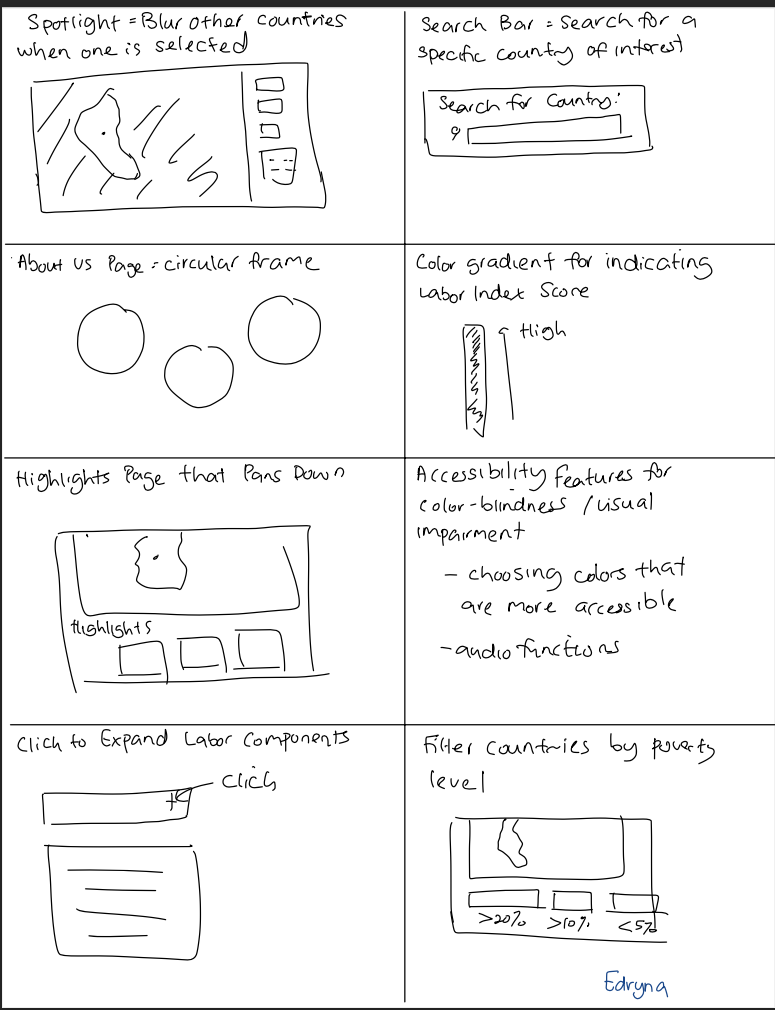 Spotlight = Blur other countries
when one is selected
Search Bar = search for a
specific country of interest
Search for Country:
About us Page = circular frame
Color gradient for indicating
Labor Index Score
High
Highlights Page that Pans Down
Highlights
Accessibility features for
color-blindness / visual
impairment
- choosing colors that
are more accessible
- audio functions
Click to Expand Labor Components
click
Filter countries by poverty
level
>20% >10% <5%
Edryna